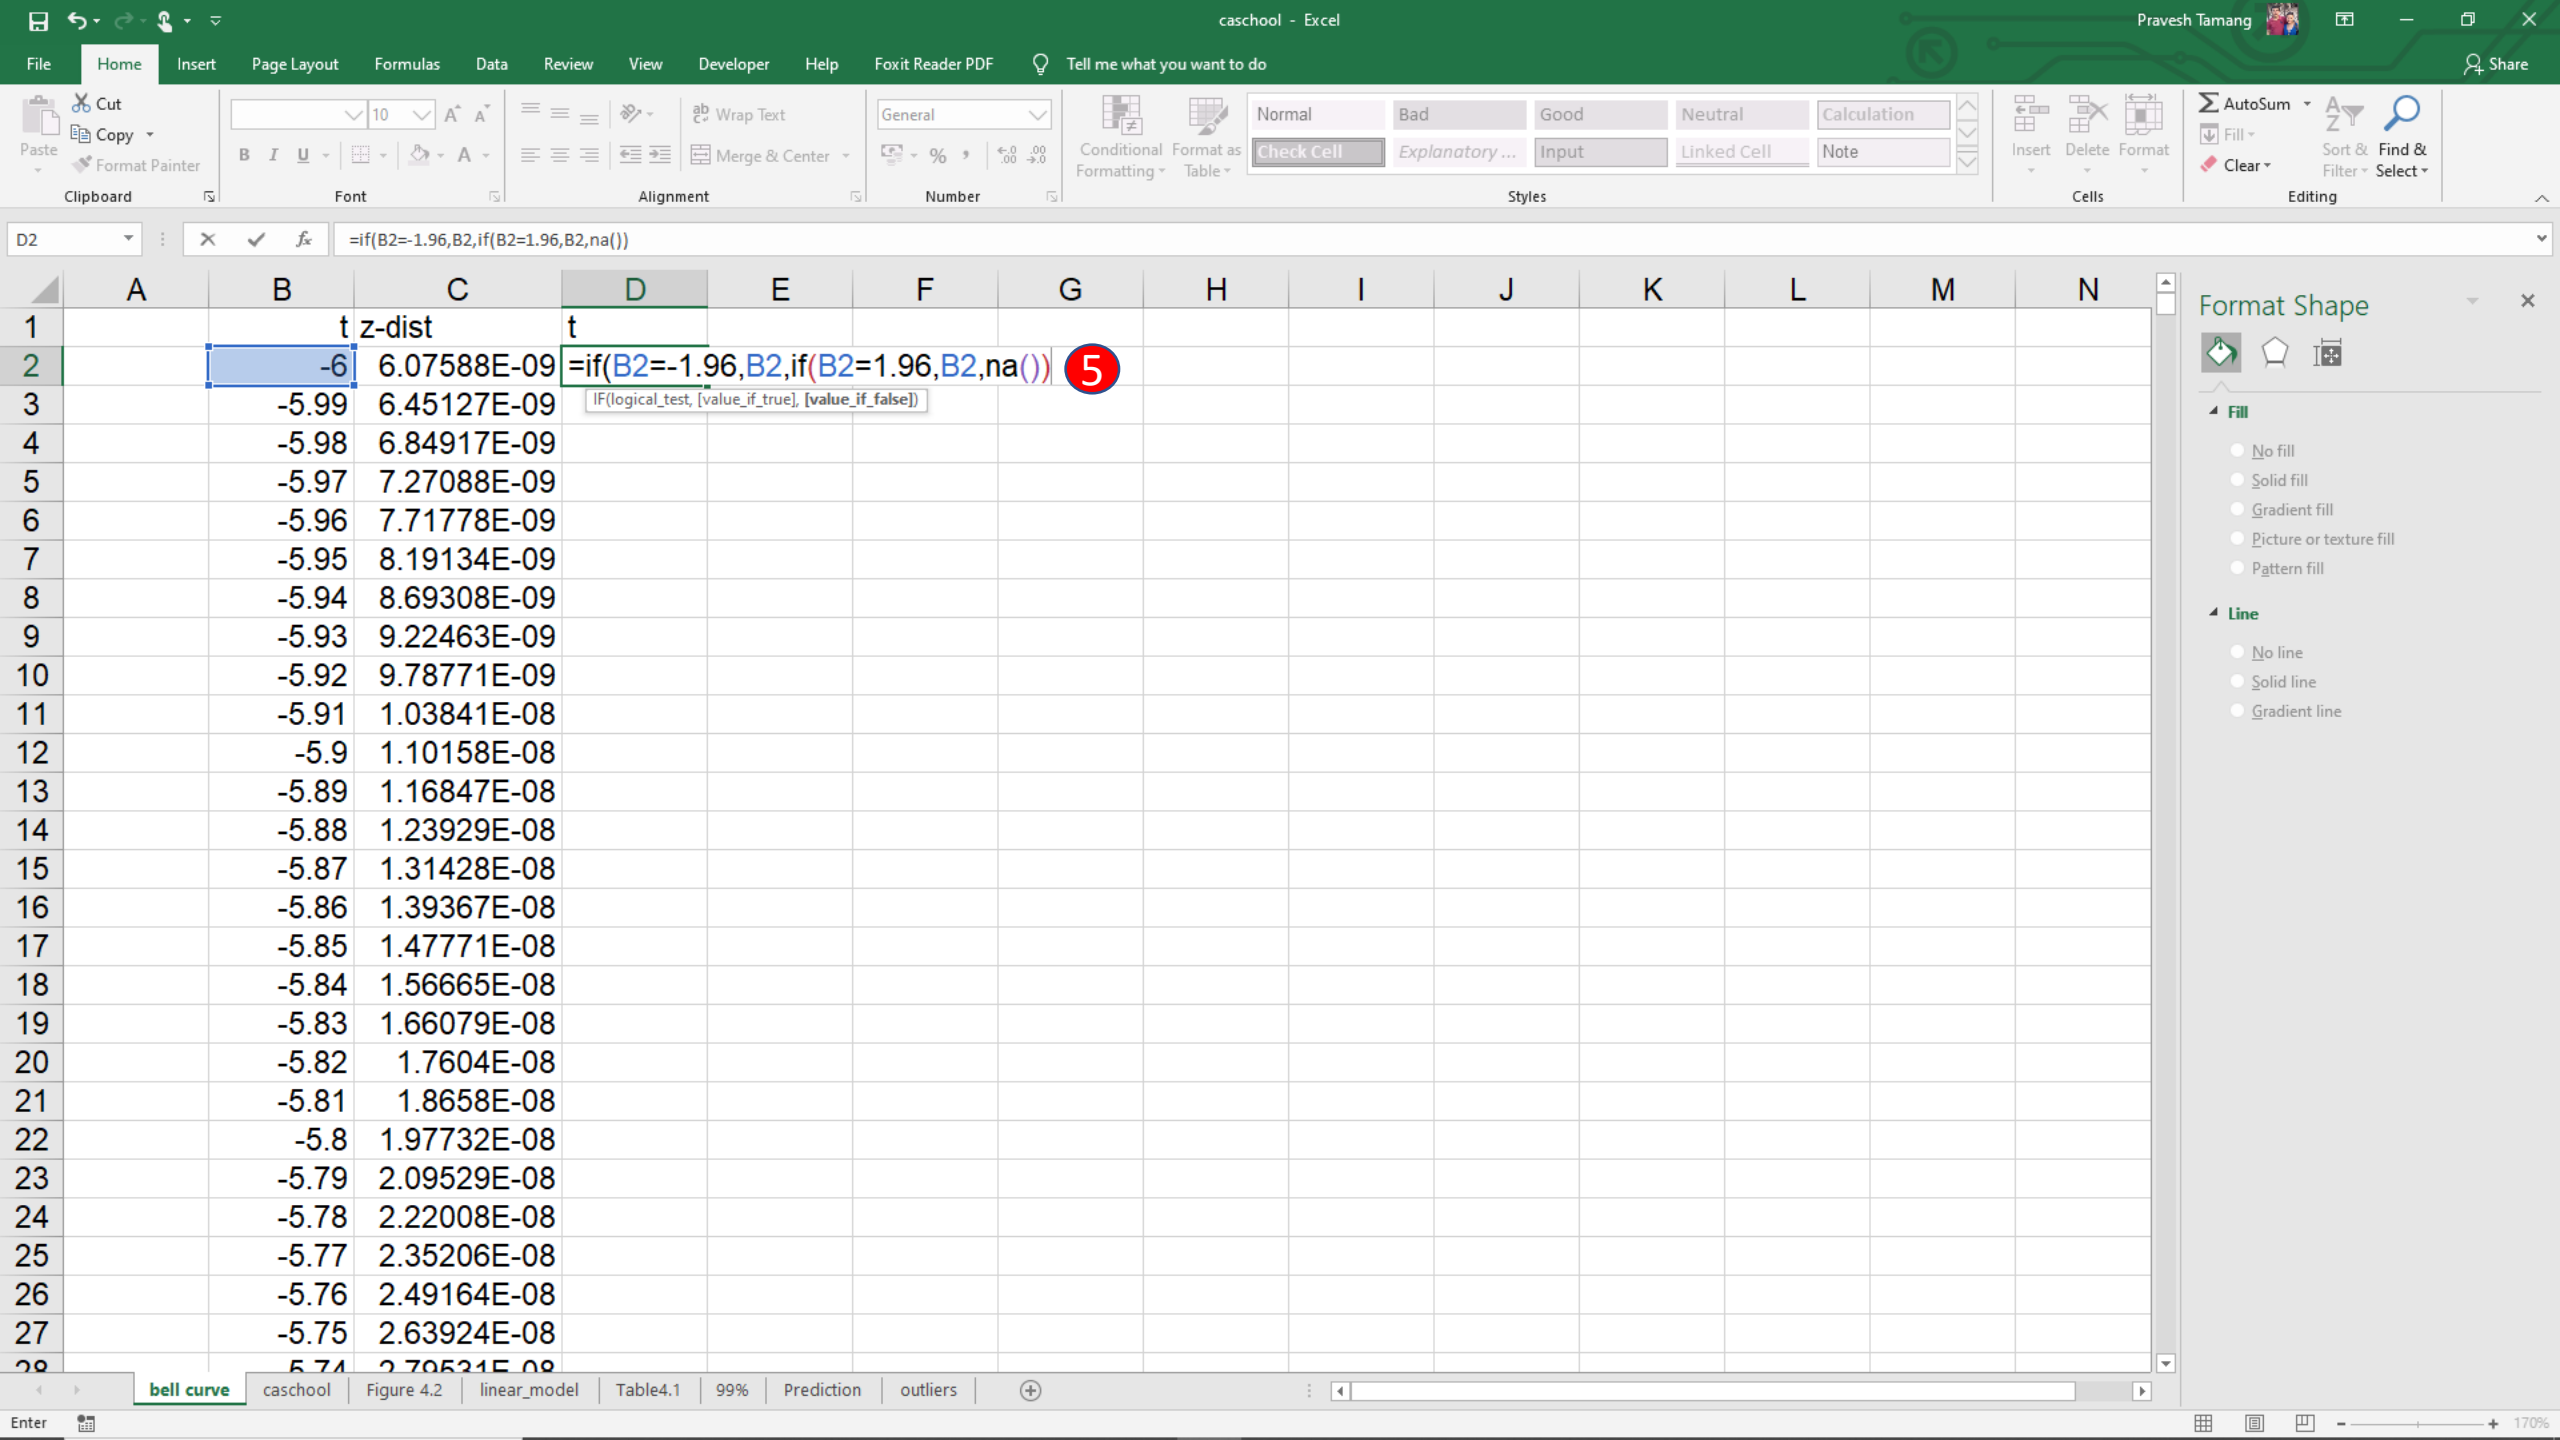 caschool - Excel
Pravesh Tamang
File Home Insert Page Layout Formulas Data Review View Developer Help Foxit Reader PDF Tell me what you want to do Share
Paste
Cut
Copy
Format Painter
Clipboard
10
B I U A
Font
Wrap Text
Merge & Center
Alignment
General
%
Number
Conditional Formatting
Format as Table
Normal Bad Good Neutral Calculation
Check Cell Explanatory ... Input Linked Cell Note
Styles
Insert Delete Format
Cells
AutoSum
Fill
Clear
Sort & Filter
Find & Select
Editing
D2 fx =if(B2=-1.96,B2,if(B2=1.96,B2,na())
A B C D E F G H I J K L M N
1 t z-dist t
2 -6 6.07588E-09 =if(B2=-1.96,B2,if(B2=1.96,B2,na()) 5
IF(logical_test, [value_if_true], [value_if_false])
3 -5.99 6.45127E-09
4 -5.98 6.84917E-09
5 -5.97 7.27088E-09
6 -5.96 7.71778E-09
7 -5.95 8.19134E-09
8 -5.94 8.69308E-09
9 -5.93 9.22463E-09
10 -5.92 9.78771E-09
11 -5.91 1.03841E-08
12 -5.9 1.10158E-08
13 -5.89 1.16847E-08
14 -5.88 1.23929E-08
15 -5.87 1.31428E-08
16 -5.86 1.39367E-08
17 -5.85 1.47771E-08
18 -5.84 1.56665E-08
19 -5.83 1.66079E-08
20 -5.82 1.7604E-08
21 -5.81 1.8658E-08
22 -5.8 1.97732E-08
23 -5.79 2.09529E-08
24 -5.78 2.22008E-08
25 -5.77 2.35206E-08
26 -5.76 2.49164E-08
27 -5.75 2.63924E-08
28 -5.74 2.79531E-08
Format Shape
Fill
No fill
Solid fill
Gradient fill
Picture or texture fill
Pattern fill
Line
No line
Solid line
Gradient line
bell curve caschool Figure 4.2 linear_model Table4.1 99% Prediction outliers
Enter
170%